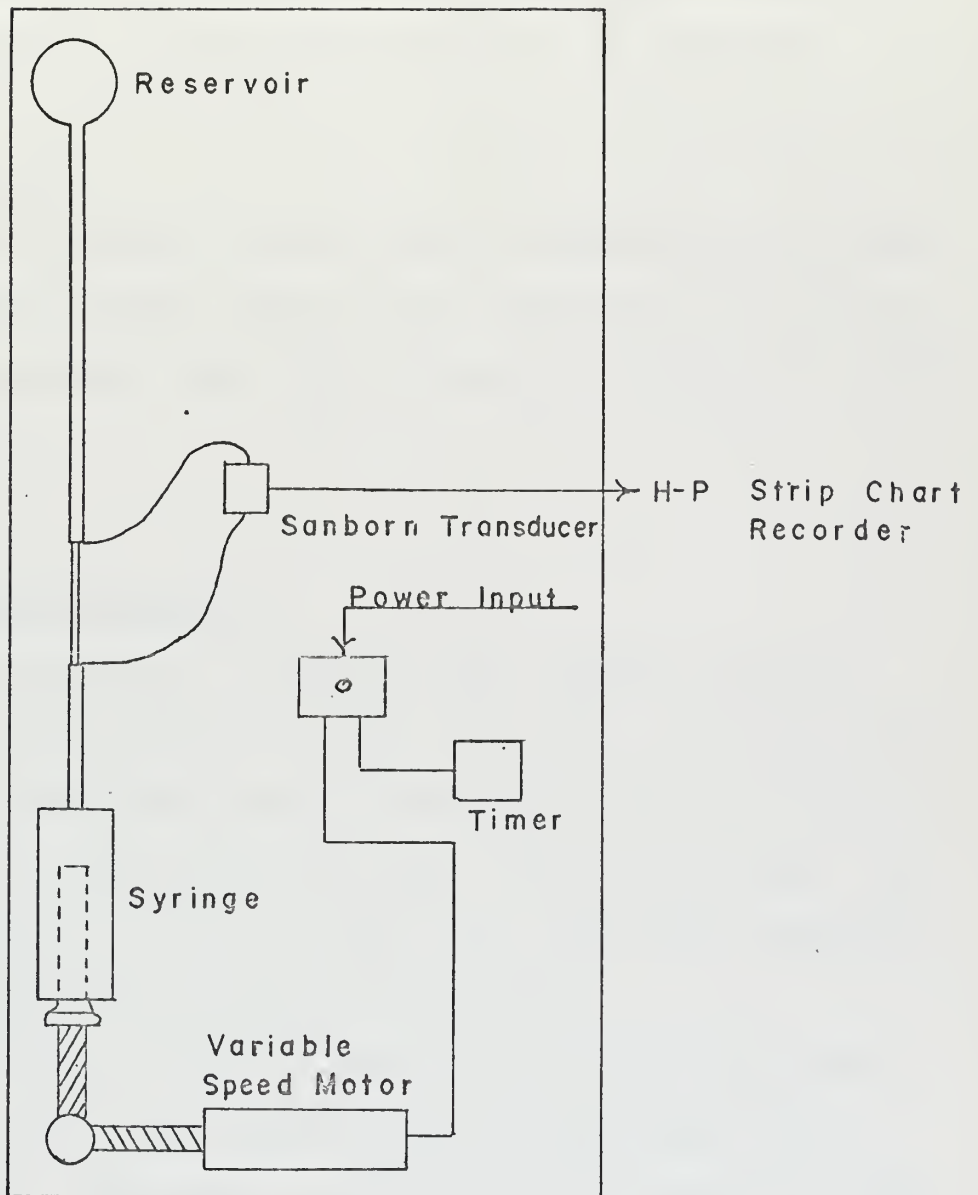 Reservoir
H-P Strip Chart
Recorder
Sanborn Transducer
Power Input
Timer
Syringe
Variable
Speed Motor